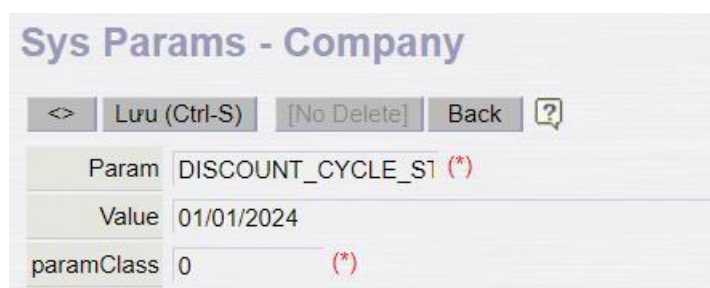 Sys Params - Company
<> Lưu (Ctrl-S) [No Delete] Back ?
Param DISCOUNT_CYCLE_ST (*)
Value 01/01/2024
paramClass 0 (*)